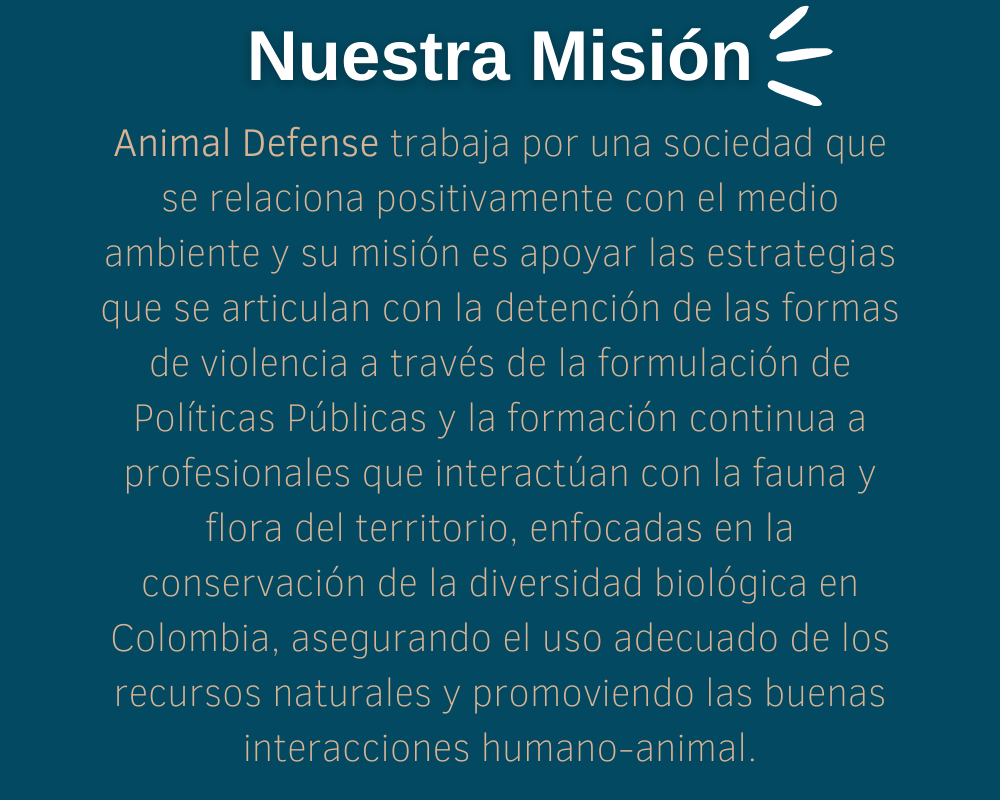 Nuestra Misión
Animal Defense trabaja por una sociedad que
se relaciona positivamente con el medio
ambiente y su misión es apoyar las estrategias
que se articulan con la detención de las formas
de violencia a través de la formulación de
Políticas Públicas y la formación continua a
profesionales que interactúan con la fauna y
flora del territorio, enfocadas en la
conservación de la diversidad biológica en
Colombia, asegurando el uso adecuado de los
recursos naturales y promoviendo las buenas
interacciones humano-animal.